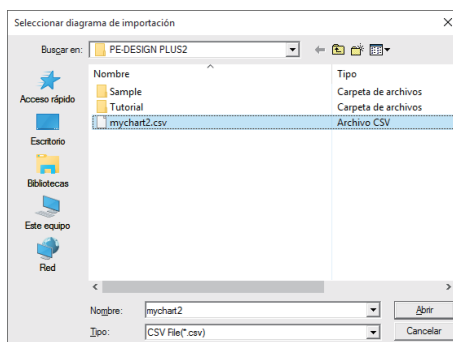 Seleccionar diagrama de importación
Buscar en: PE-DESIGN PLUS2
Nombre Tipo
Sample Carpeta de archivos
Tutorial Carpeta de archivos
mychart2.csv Archivo CSV
Acceso rápido
Escritorio
Bibliotecas
Este equipo
Red
Nombre: mychart2 Abrir
Tipo: CSV File(*.csv) Cancelar